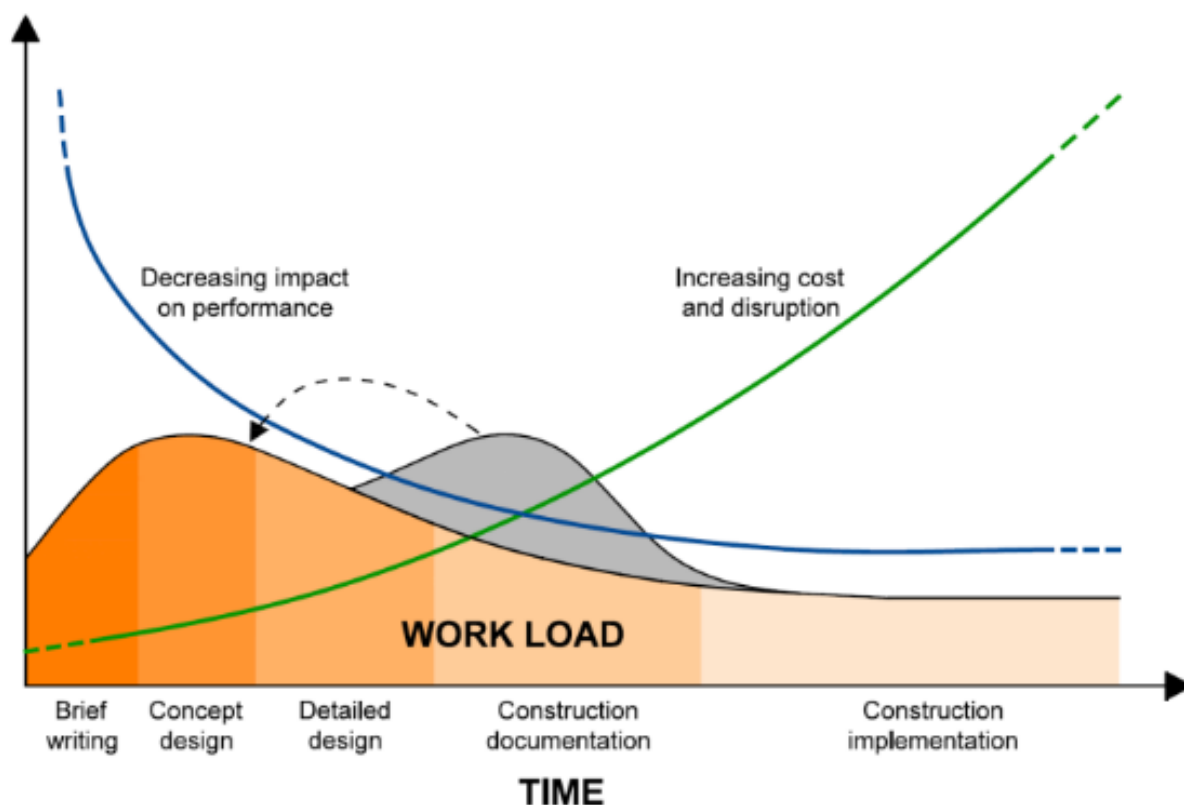 Decreasing impact
on performance
Increasing cost
and disruption
WORK LOAD
Brief
writing
Concept
design
Detailed
design
Construction
documentation
Construction
implementation
TIME